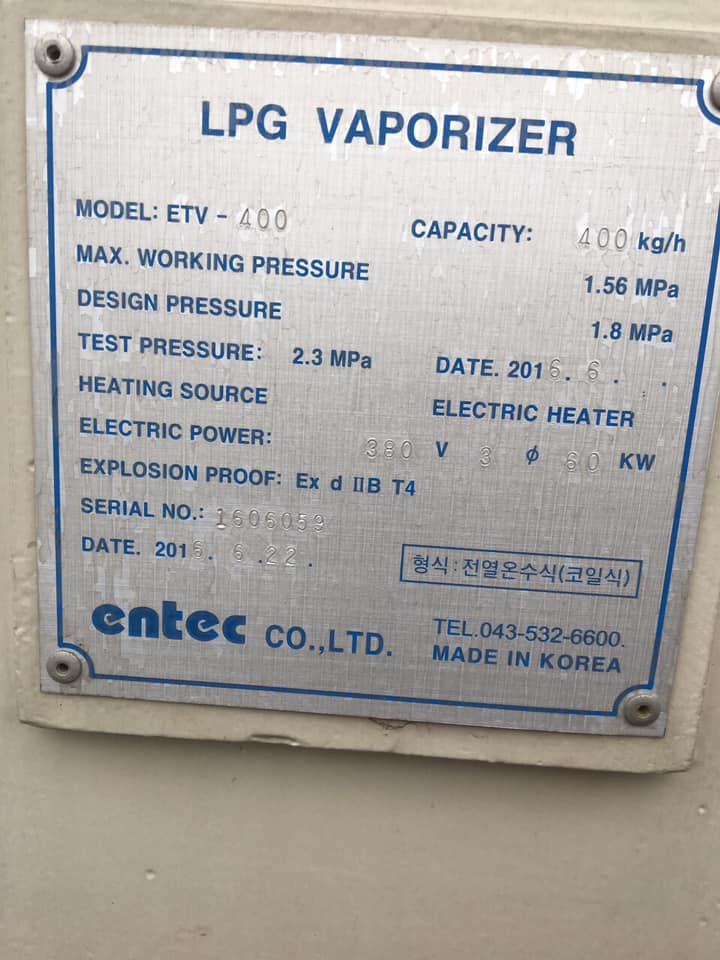 LPG VAPORIZER
MODEL: ETV - 400 CAPACITY: 400 kg/h
MAX. WORKING PRESSURE 1.56 MPa
DESIGN PRESSURE 1.8 MPa
TEST PRESSURE: 2.3 MPa DATE. 2016. 6. .
HEATING SOURCE ELECTRIC HEATER
ELECTRIC POWER: 380 V 3 φ 60 KW
EXPLOSION PROOF: Ex d IIB T4
SERIAL NO.: 1606059
DATE. 2016. 6.22.
형식:전열온수식(코일식)
entec CO.,LTD. TEL.043-532-6600.
MADE IN KOREA